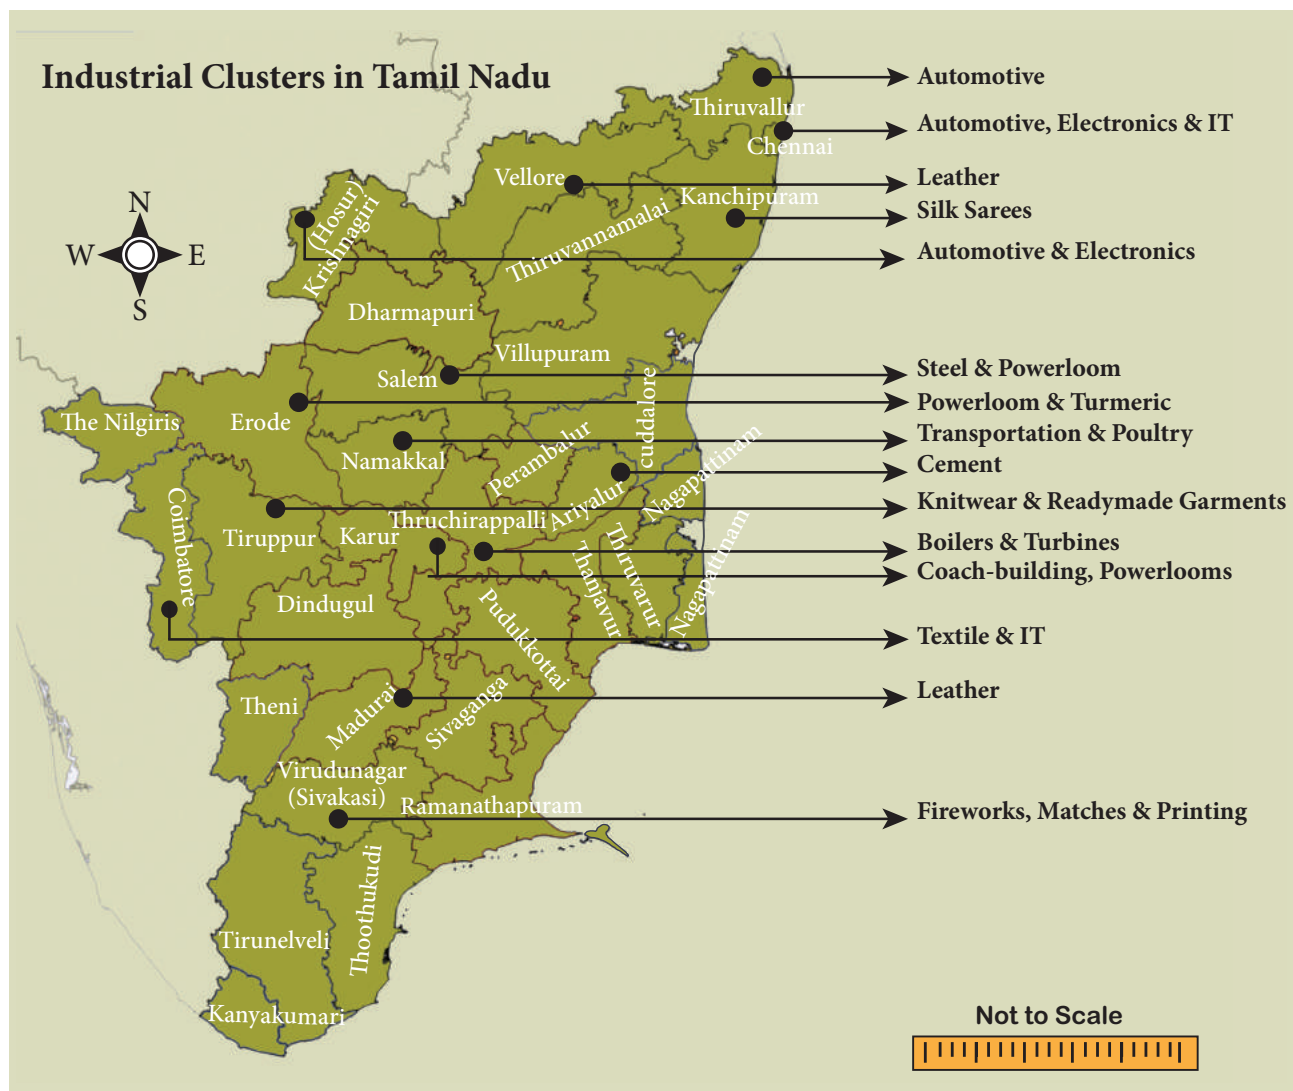 Industrial Clusters in Tamil Nadu
Automotive
Thiruvallur
Automotive, Electronics & IT
Chennai
Vellore
Leather
Kanchipuram
Silk Sarees
N
W
E
S
(Hosur)
Krishnagiri
Thiruvannamalai
Automotive & Electronics
Dharmapuri
Villupuram
Salem
Steel & Powerloom
cuddalore
Powerloom & Turmeric
The Nilgiris
Erode
Transportation & Poultry
Namakkal
Perambalur
Cement
Nagapattinam
Ariyalur
Coimbatore
Knitwear & Readymade Garments
Thruchirappalli
Tiruppur
Karur
Boilers & Turbines
Coach-building, Powerlooms
Thanjavur
Thiruvarur
Nagapattinam
Dindugul
Pudukkottai
Textile & IT
Leather
Theni
Madurai
Sivaganga
Virudunagar
(Sivakasi)
Ramanathapuram
Fireworks, Matches & Printing
Thoothukudi
Tirunelveli
Kanyakumari
Not to Scale